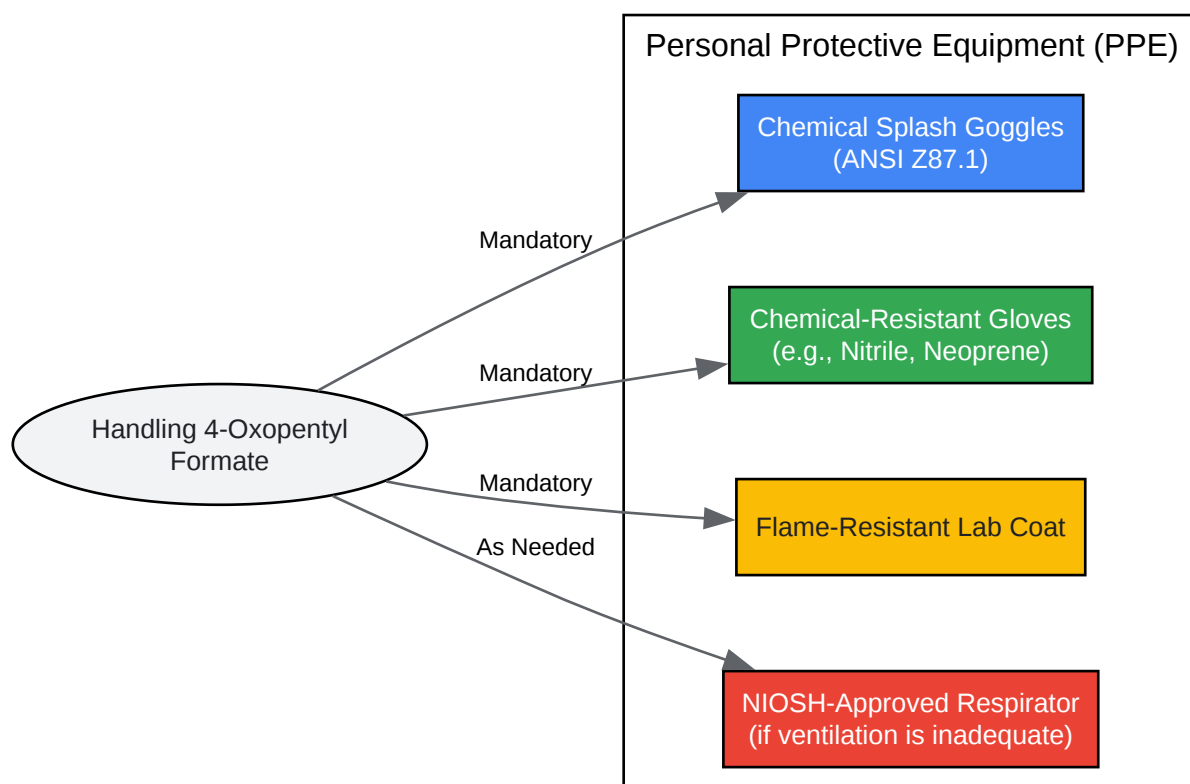 Personal Protective Equipment (PPE)
Chemical Splash Goggles
(ANSI Z87.1)
Mandatory
Chemical-Resistant Gloves
(e.g., Nitrile, Neoprene)
Mandatory
Handling 4-Oxopentyl
Formate
Mandatory
Flame-Resistant Lab Coat
As Needed
NIOSH-Approved Respirator
(if ventilation is inadequate)